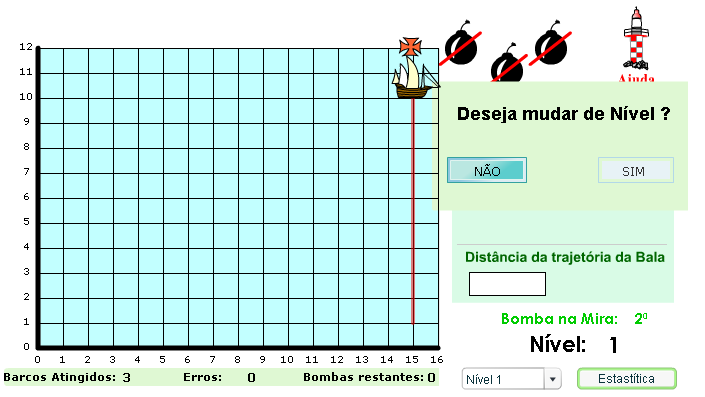 Ajuda
12
11
10
9
8
7
6
5
4
3
2
1
0
0 1 2 3 4 5 6 7 8 9 10 11 12 13 14 15 16
Deseja mudar de Nível ?
NÃO SIM
Distância da trajetória da Bala
Bomba na Mira: 2ª
Nível: 1
Barcos Atingidos: 3 Erros: 0 Bombas restantes: 0
Nível 1 Estastítica